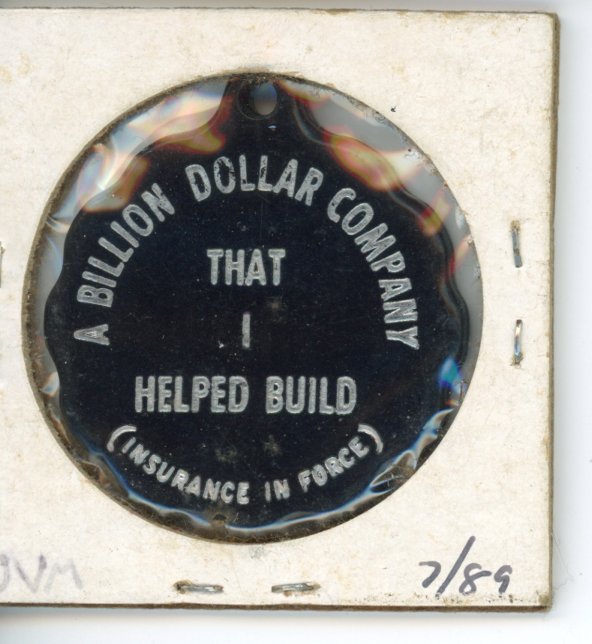 A BILLION DOLLAR COMPANY
THAT
I
HELPED BUILD
(INSURANCE IN FORCE)
7/89